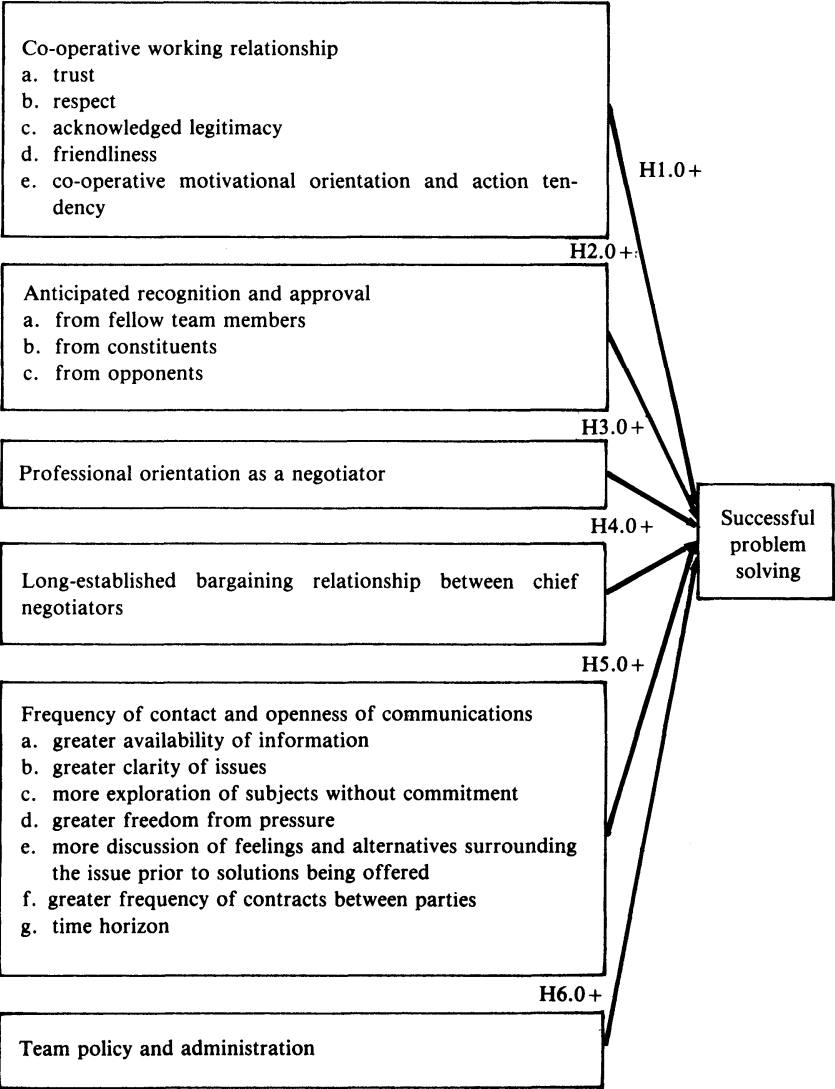 Co-operative working relationship
a. trust
b. respect
c. acknowledged legitimacy
d. friendliness
e. co-operative motivational orientation and action ten-
dency
H1.0+
H2.0+
Anticipated recognition and approval
a. from fellow team members
b. from constituents
c. from opponents
H3.0+
Professional orientation as a negotiator
H4.0+
Successful
problem
solving
Long-established bargaining relationship between chief
negotiators
H5.0+
Frequency of contact and openness of communications
a. greater availability of information
b. greater clarity of issues
c. more exploration of subjects without commitment
d. greater freedom from pressure
e. more discussion of feelings and alternatives surrounding
the issue prior to solutions being offered
f. greater frequency of contracts between parties
g. time horizon
H6.0+
Team policy and administration